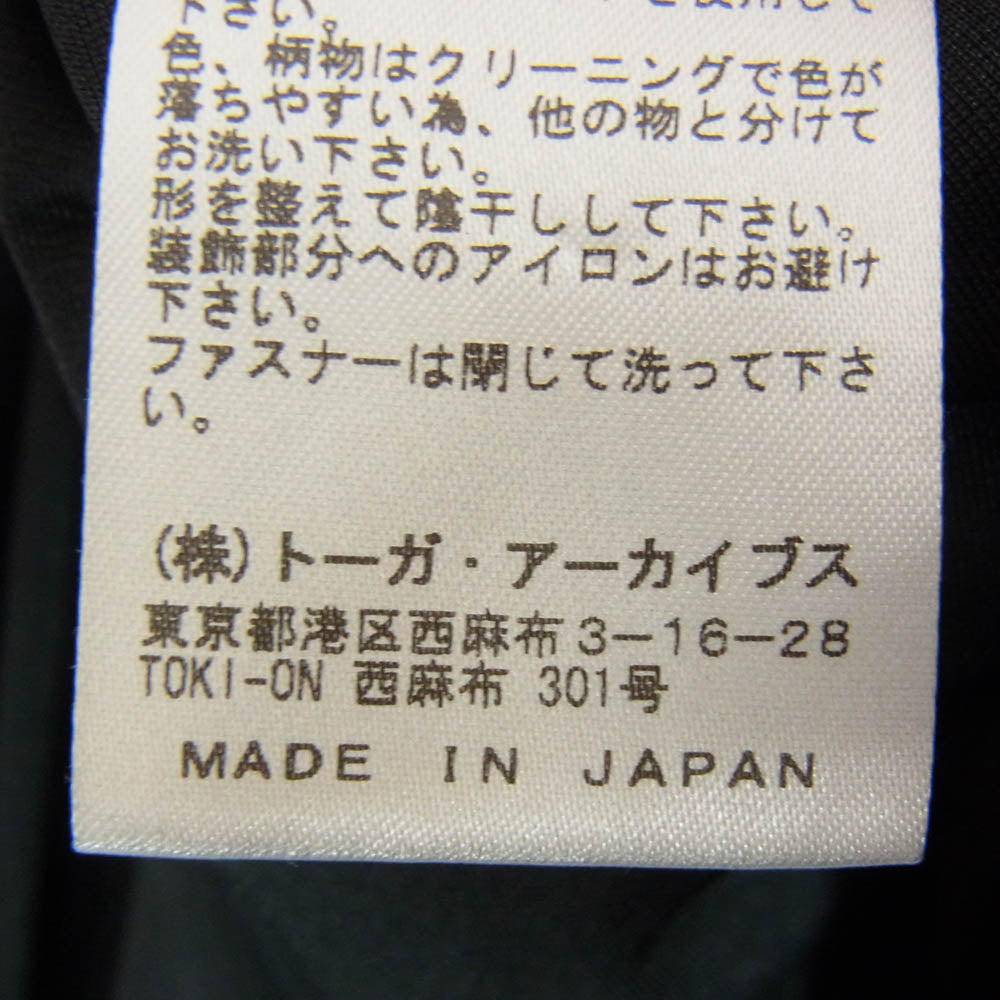 下さい。
色、柄物はクリーニングで色が
落ちやすい為、他の物と分けて
お洗い下さい。
形を整えて陰干しして下さい。
装飾部分へのアイロンはお避け
下さい。
ファスナーは閉じて洗って下さ
い。
(株)トーガ・アーカイブス
東京都港区西麻布3-16-28
TOKI-ON 西麻布 301号
MADE IN JAPAN